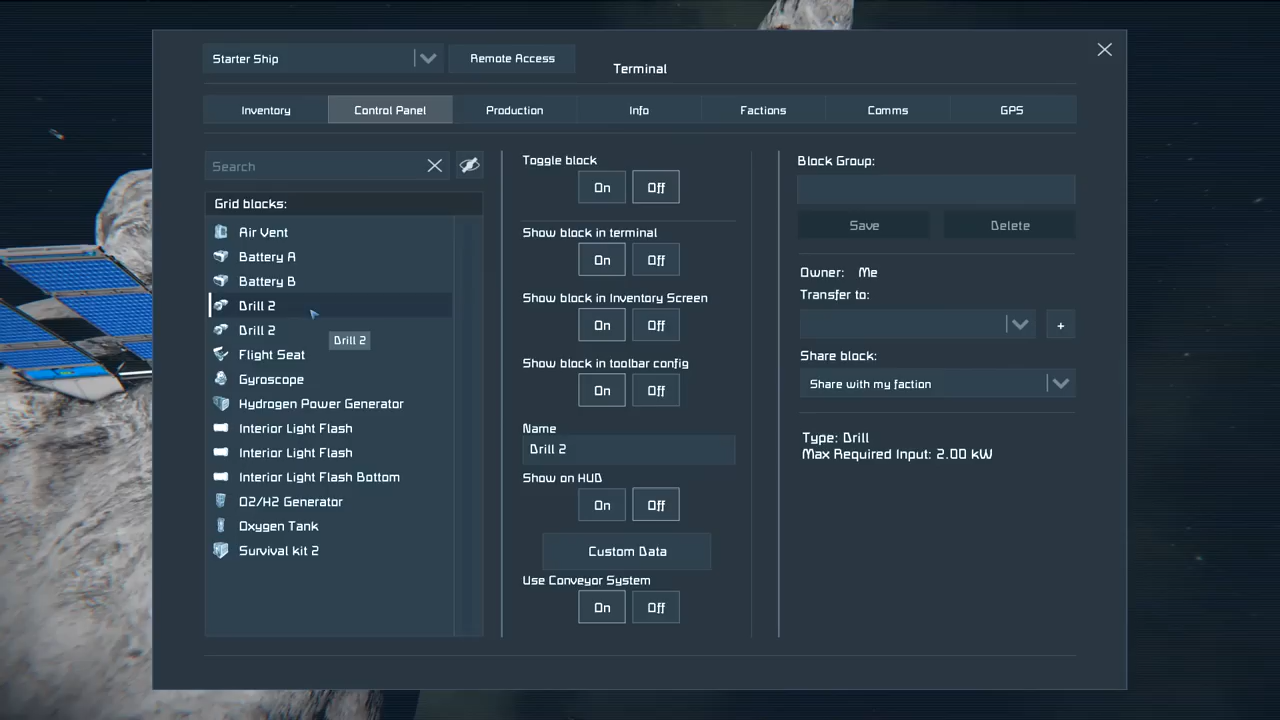 Starter Ship
Remote Access
Terminal
Inventory
Control Panel
Production
Info
Factions
Comms
GPS
Search
Grid blocks:
Air Vent
Battery A
Battery B
Drill 2
Drill 2
Drill 2
Flight Seat
Gyroscope
Hydrogen Power Generator
Interior Light Flash
Interior Light Flash
Interior Light Flash Bottom
O2/H2 Generator
Oxygen Tank
Survival kit 2
Toggle block
On Off
Show block in terminal
On Off
Show block in Inventory Screen
On Off
Show block in toolbar config
On Off
Name
Drill 2
Show on HUD
On Off
Custom Data
Use Conveyor System
On Off
Block Group:
Save Delete
Owner: Me
Transfer to:
+
Share block:
Share with my faction
Type: Drill
Max Required Input: 2.00 kW